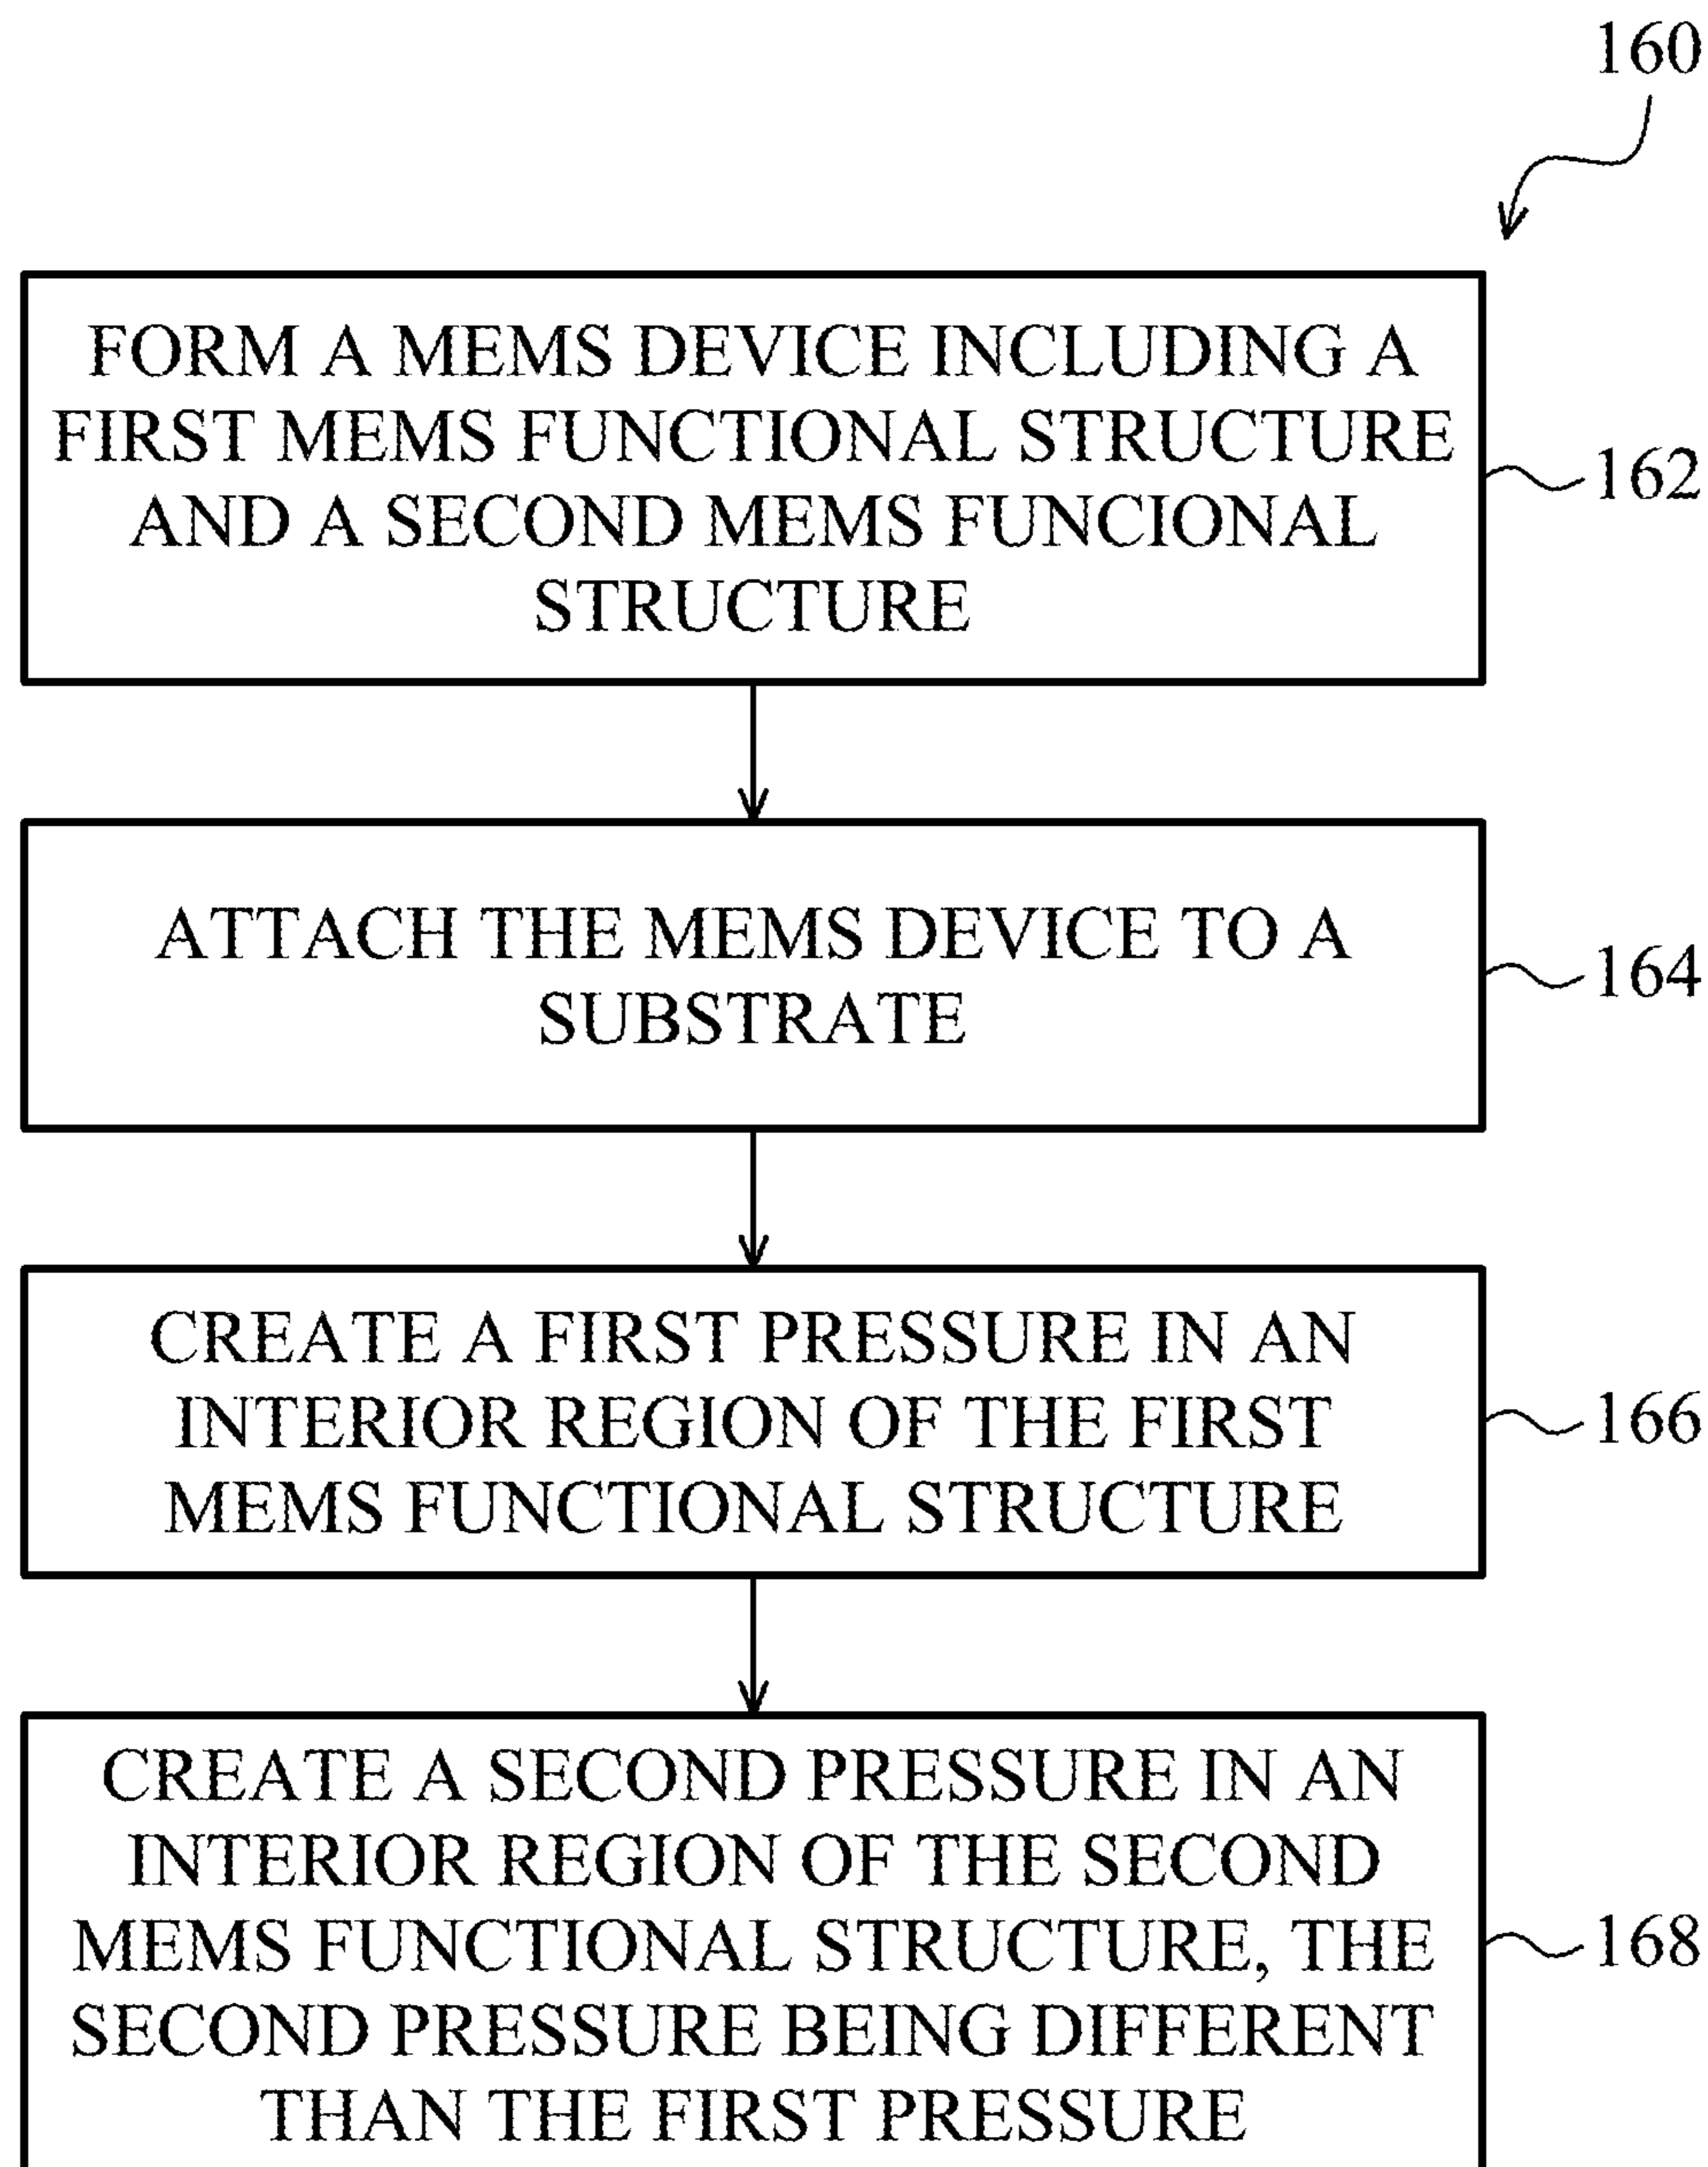 160
FORM A MEMS DEVICE INCLUDING A
FIRST MEMS FUNCTIONAL STRUCTURE
AND A SECOND MEMS FUNCIONAL
STRUCTURE
162
ATTACH THE MEMS DEVICE TO A
SUBSTRATE
164
CREATE A FIRST PRESSURE IN AN
INTERIOR REGION OF THE FIRST
MEMS FUNCTIONAL STRUCTURE
166
CREATE A SECOND PRESSURE IN AN
INTERIOR REGION OF THE SECOND
MEMS FUNCTIONAL STRUCTURE, THE
SECOND PRESSURE BEING DIFFERENT
THAN THE FIRST PRESSURE
168